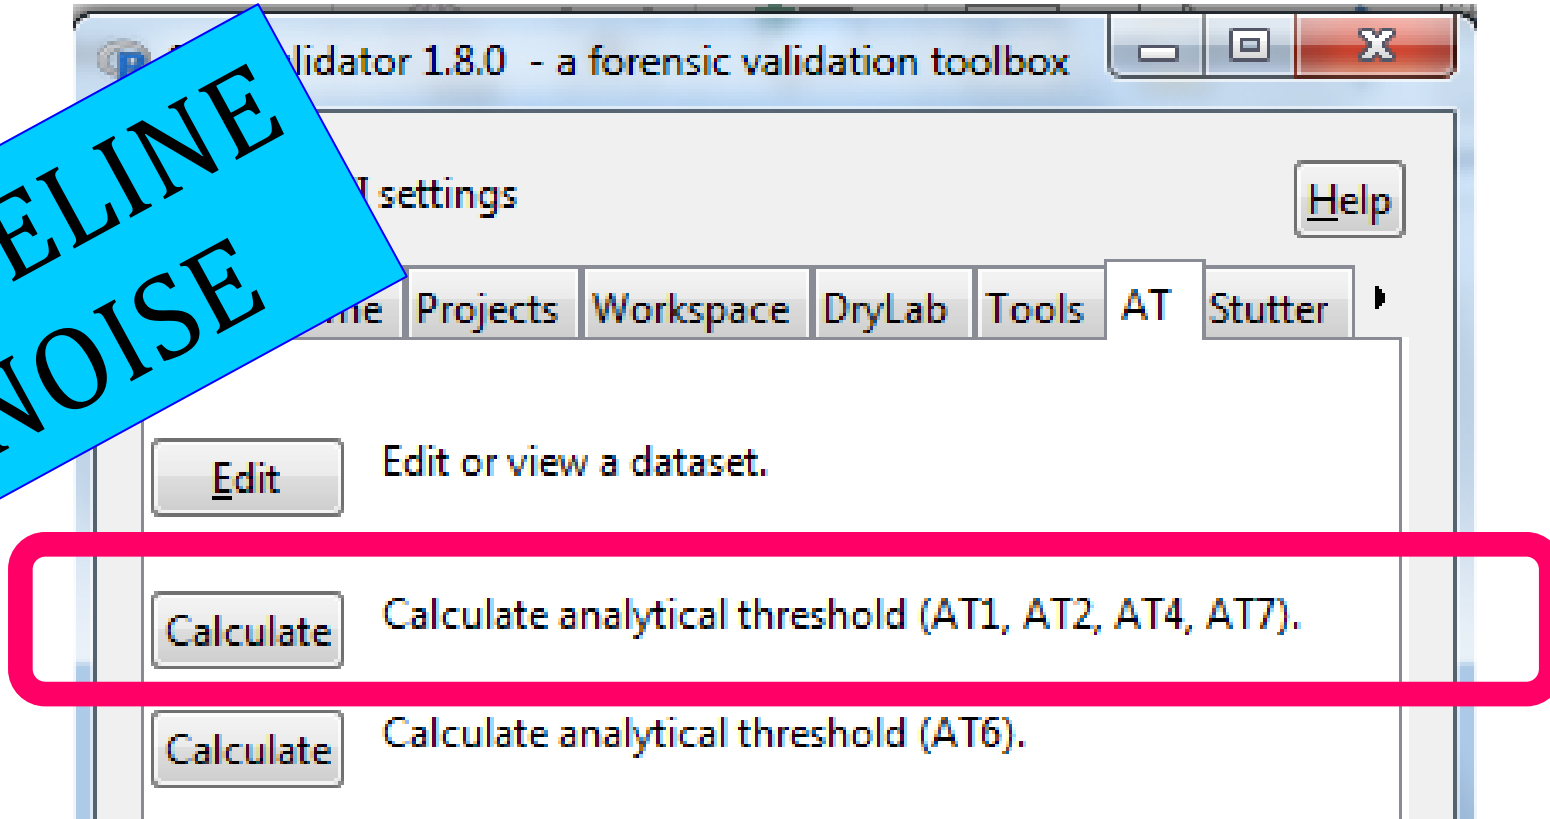 lidator 1.8.0 - a forensic validation toolbox
ELINE
NOISE
settings
Help
Projects
Workspace
DryLab
Tools
AT
Stutter
Edit
Edit or view a dataset.
Calculate
Calculate analytical threshold (AT1, AT2, AT4, AT7).
Calculate
Calculate analytical threshold (AT6).